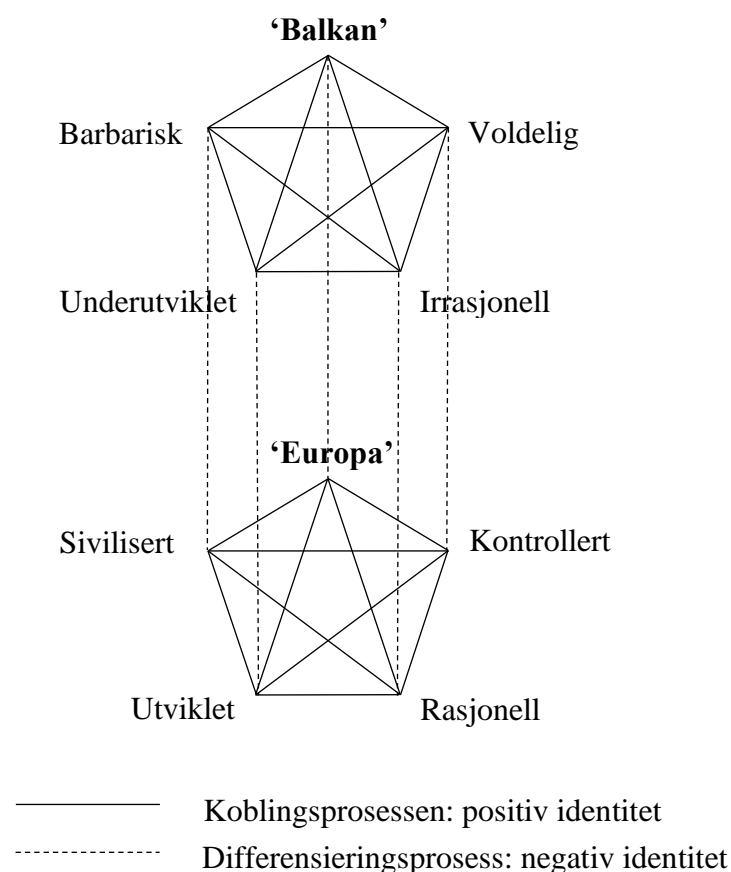 ‘Balkan’
Barbarisk
Voldelig
Underutviklet
Irrasjonell
‘Europa’
Sivilisert
Kontrollert
Utviklet
Rasjonell
Koblingsprosessen: positiv identitet
Differensieringsprosess: negativ identitet